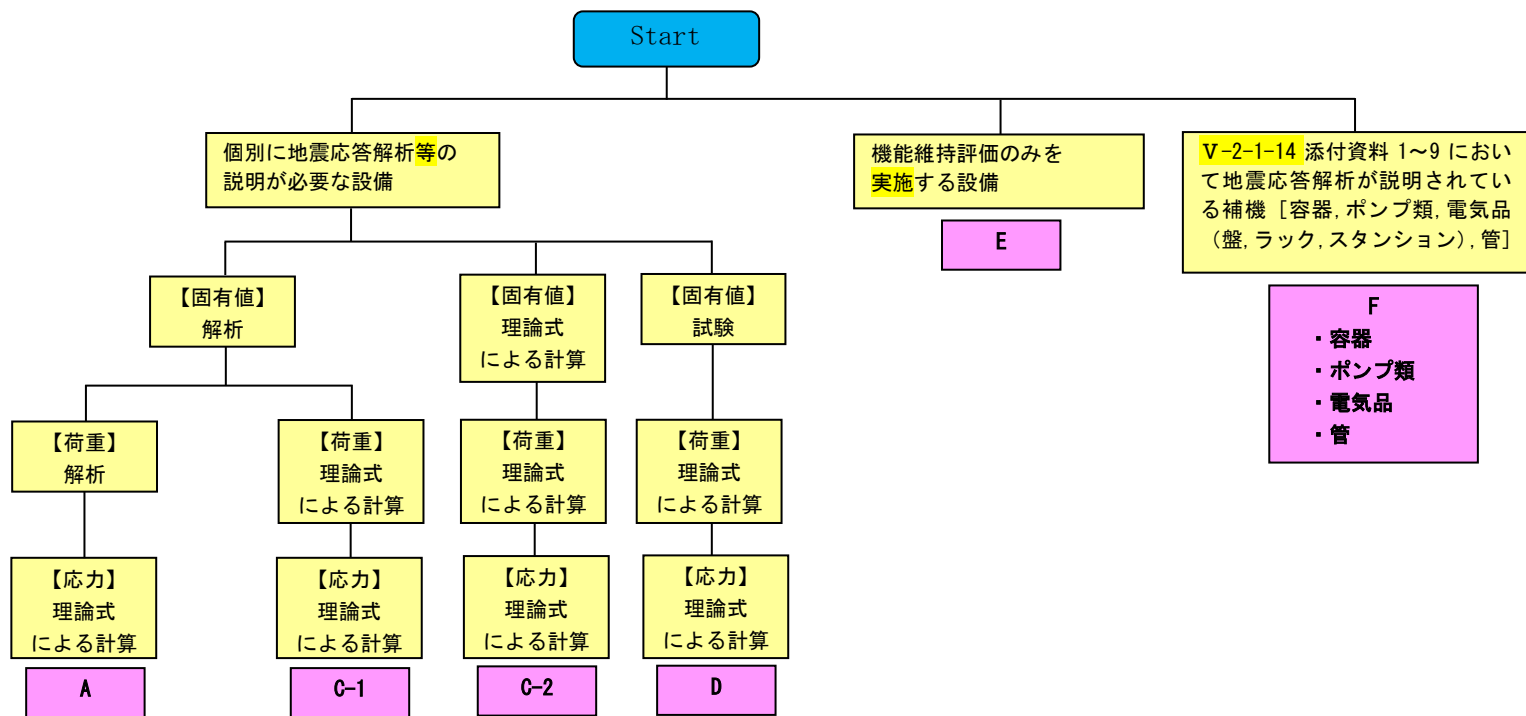 Start
個別に地震応答解析等の
説明が必要な設備
機能維持評価のみを
実施する設備
E
Ⅴ-2-1-14 添付資料 1～9 におい
て地震応答解析が説明されてい
る補機［容器,ポンプ類,電気品
（盤,ラック,スタンション）,管］
F
・容器
・ポンプ類
・電気品
・管
【固有値】
解析
【固有値】
理論式
による計算
【固有値】
試験
【荷重】
解析
【荷重】
理論式
による計算
【荷重】
理論式
による計算
【荷重】
理論式
による計算
【応力】
理論式
による計算
【応力】
理論式
による計算
【応力】
理論式
による計算
【応力】
理論式
による計算
A
C-1
C-2
D